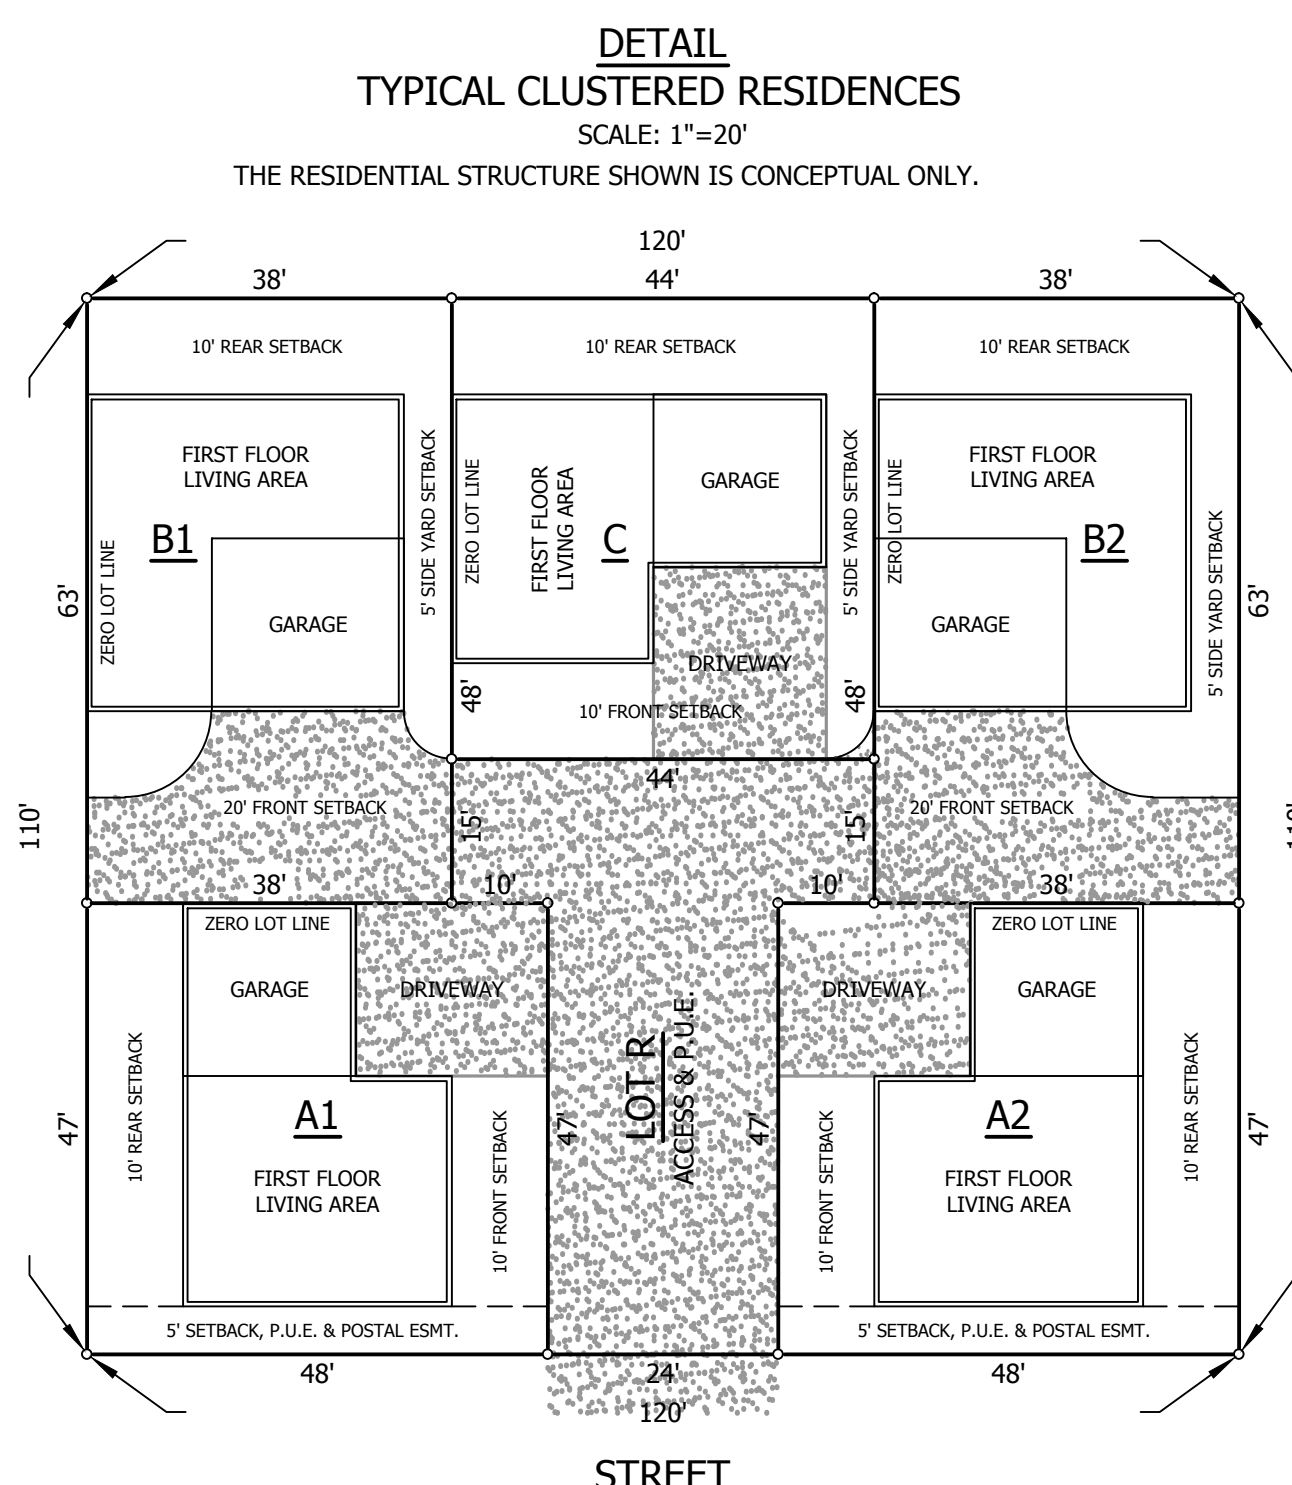 DETAIL
TYPICAL CLUSTERED RESIDENCES
SCALE: 1"=20'
THE RESIDENTIAL STRUCTURE SHOWN IS CONCEPTUAL ONLY.
120'
38'
44'
38'
10' REAR SETBACK
10' REAR SETBACK
10' REAR SETBACK
FIRST FLOOR
LIVING AREA
B1
ZERO LOT LINE
GARAGE
5' SIDE YARD SETBACK
ZERO LOT LINE
FIRST FLOOR
LIVING AREA
C
GARAGE
DRIVEWAY
10' FRONT SETBACK
5' SIDE YARD SETBACK
ZERO LOT LINE
FIRST FLOOR
LIVING AREA
B2
GARAGE
5' SIDE YARD SETBACK
63'
63'
48'
48'
44'
110'
20' FRONT SETBACK
15'
15'
20' FRONT SETBACK
110'
38'
10'
10'
38'
ZERO LOT LINE
GARAGE
DRIVEWAY
10' REAR SETBACK
A1
FIRST FLOOR
LIVING AREA
10' FRONT SETBACK
47'
47'
LOT R
ACCESS & P.U.E.
47'
ZERO LOT LINE
DRIVEWAY
GARAGE
10' FRONT SETBACK
A2
FIRST FLOOR
LIVING AREA
10' REAR SETBACK
47'
5' SETBACK, P.U.E. & POSTAL ESMT.
5' SETBACK, P.U.E. & POSTAL ESMT.
48'
24'
48'
120'
STREET